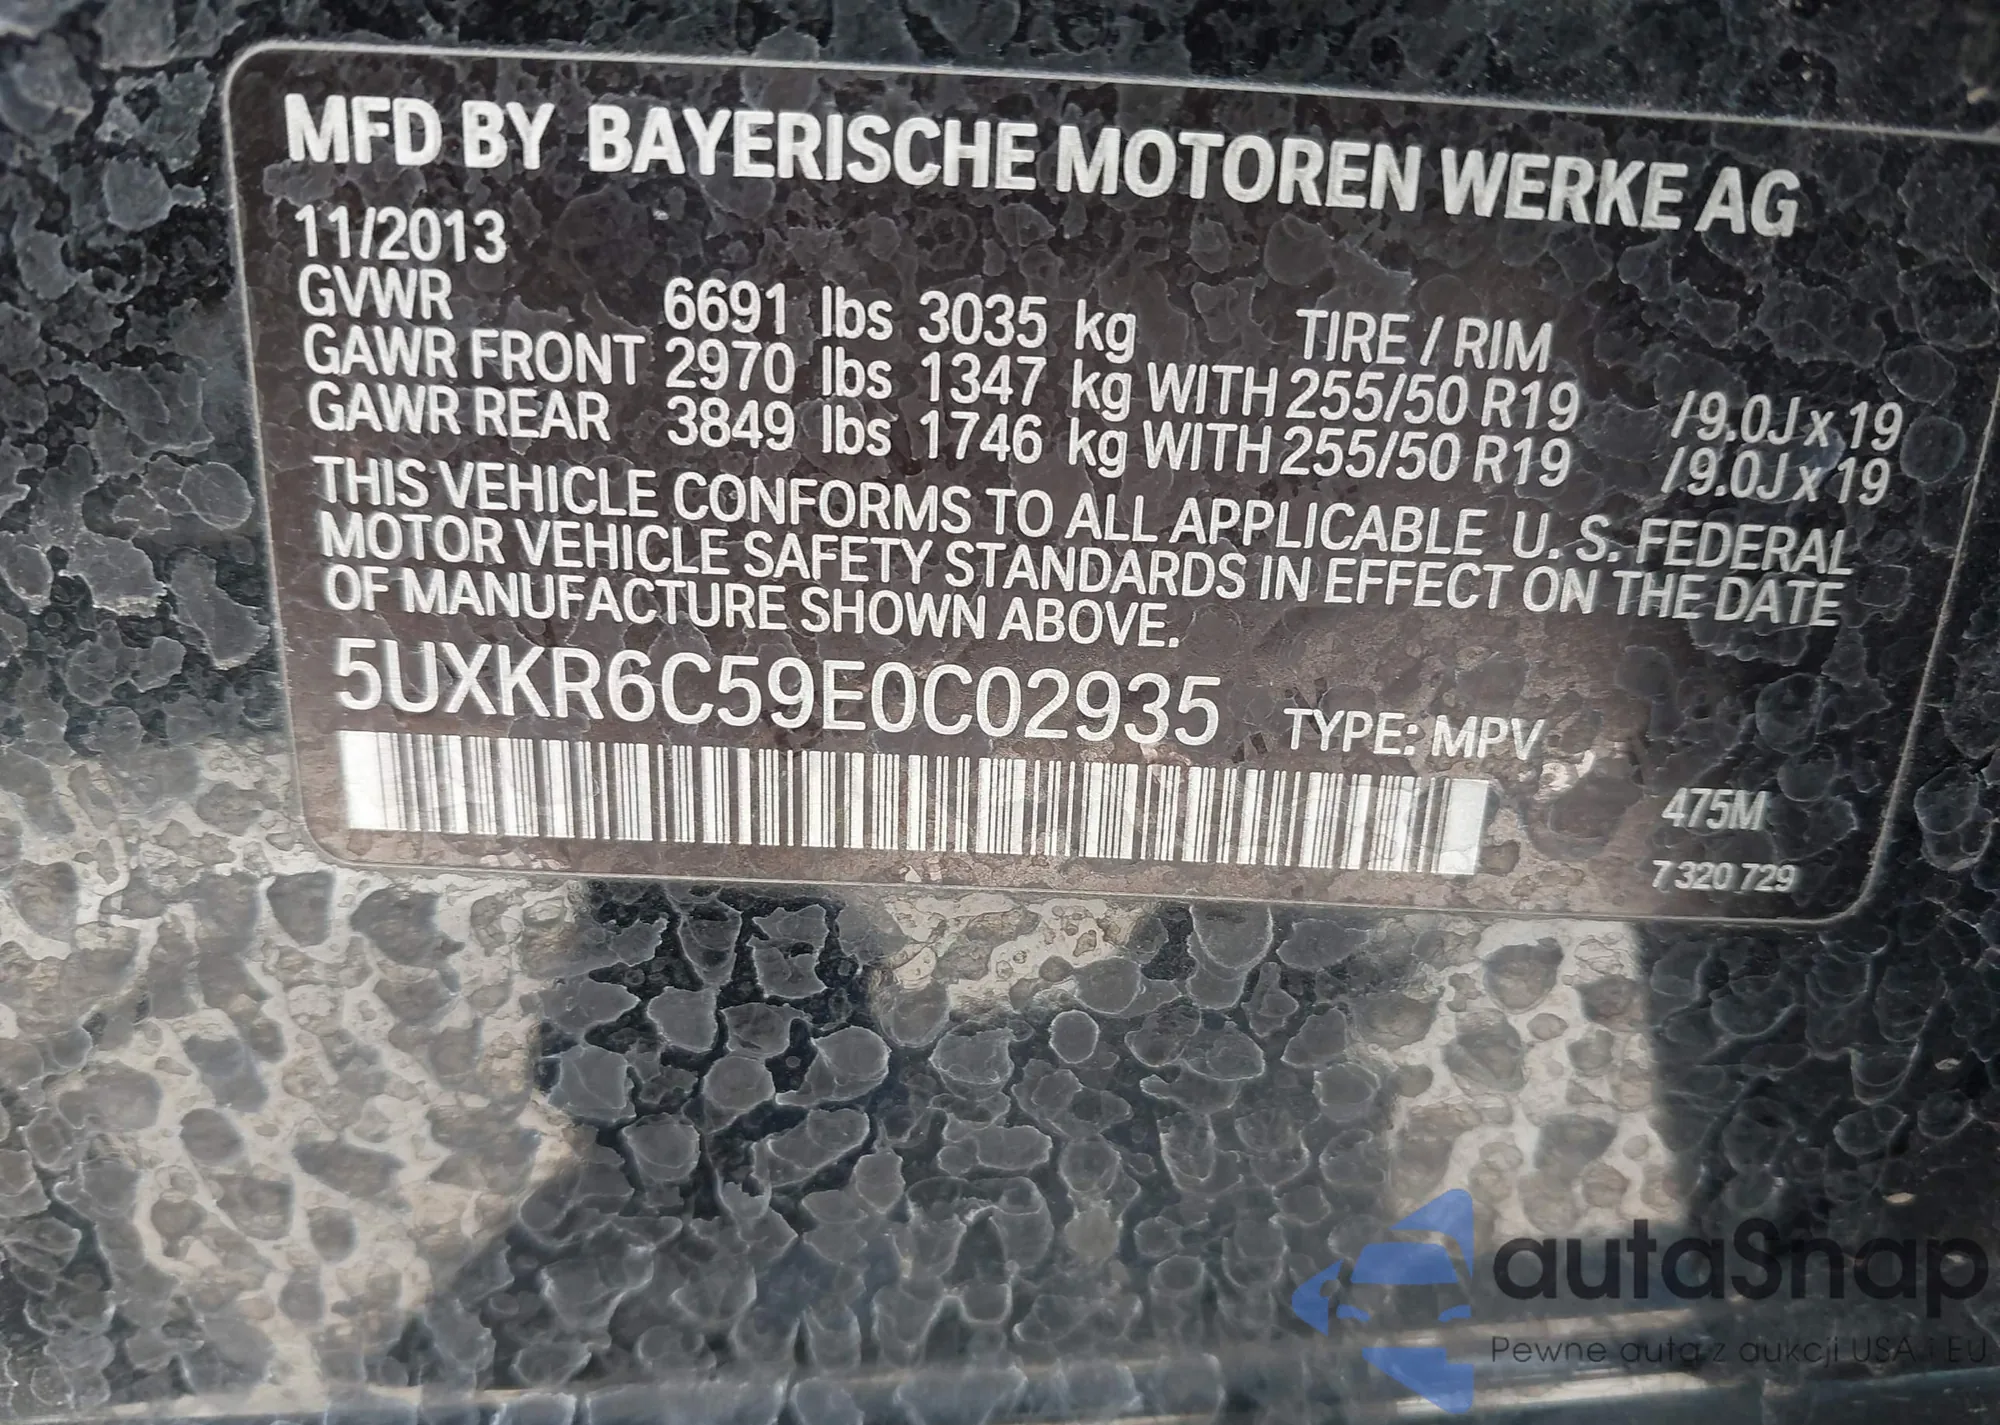 MFD BY BAYERISCHE MOTOREN WERKE AG
11/2013
GVWR 6691 lbs 3035 kg TIRE / RIM
GAWR FRONT 2970 lbs 1347 kg WITH 255/50 R19 /9.0J x 19
GAWR REAR 3849 lbs 1746 kg WITH 255/50 R19 /9.0J x 19
THIS VEHICLE CONFORMS TO ALL APPLICABLE U. S. FEDERAL
MOTOR VEHICLE SAFETY STANDARDS IN EFFECT ON THE DATE
OF MANUFACTURE SHOWN ABOVE.
5UXKR6C59E0C02935 TYPE: MPV
475M
7 320 729
autaSnap
Pewne auta z aukcji USA i EU